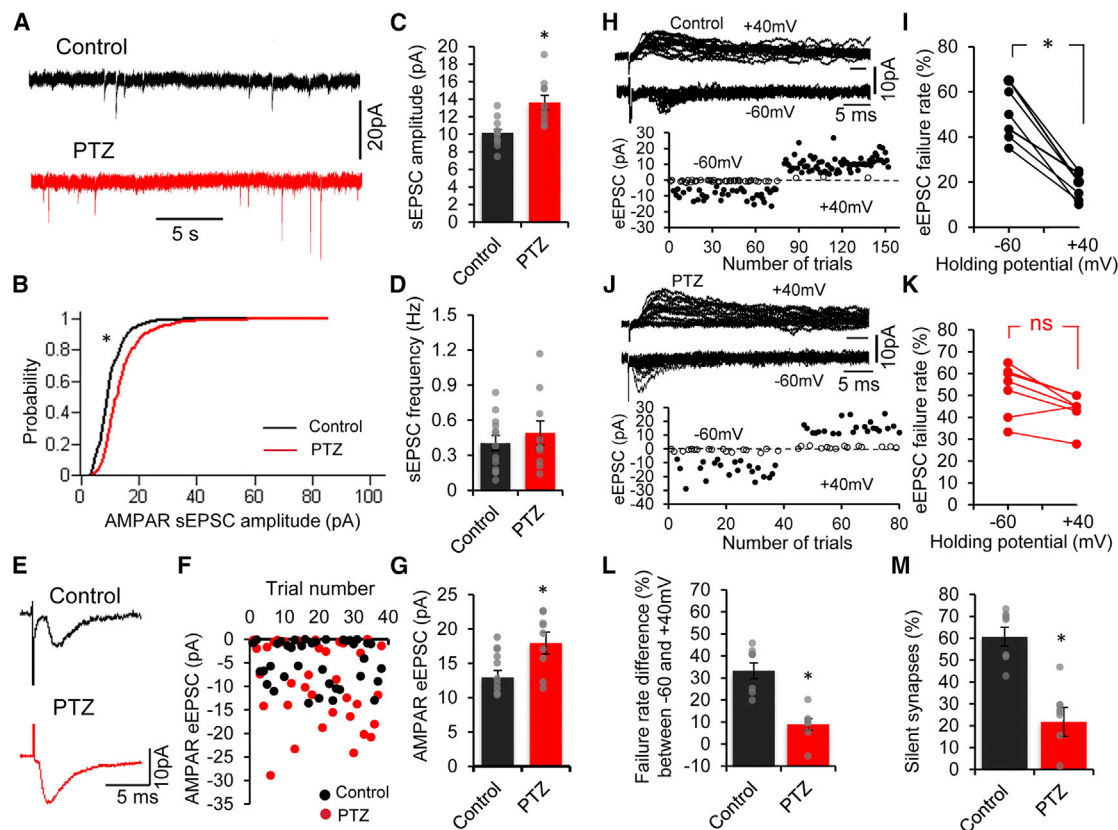 A
Control
20pA
PTZ
5 s
B
Probability
1
0.8
0.6
0.4
0.2
0
*
Control
PTZ
0 20 40 60 80 100
AMPAR sEPSC amplitude (pA)
C
sEPSC amplitude (pA)
20
18
16
14
12
10
8
6
4
2
0
*
Control PTZ
D
sEPSC frequency (Hz)
1.5
1.2
0.9
0.6
0.3
0
Control PTZ
E
Control
PTZ
10pA
5 ms
F
Trial number
0 10 20 30 40
AMPAR eEPSC (pA)
0
-5
-10
-15
-20
-25
-30
-35
Control
PTZ
G
AMPAR eEPSC (pA)
25
20
15
10
5
0
*
Control PTZ
H
Control +40mV
-60mV
10pA
5 ms
eEPSC (pA)
30
20
10
0
-10
-20
-30
-60mV
+40mV
0 30 60 90 120 150
Number of trials
I
eEPSC failure rate (%)
80
60
40
20
0
*
-60 +40
Holding potential (mV)
J
PTZ +40mV
-60mV
10pA
5 ms
eEPSC (pA)
40
30
20
10
0
-10
-20
-30
-40
-60mV
+40mV
0 20 40 60 80
Number of trials
K
eEPSC failure rate (%)
80
70
60
50
40
30
20
10
0
ns
-60 +40
Holding potential (mV)
L
Failure rate difference (%)
between -60 and +40mV
70
60
50
40
30
20
10
0
-10
*
Control PTZ
M
Silent synapses (%)
80
70
60
50
40
30
20
10
0
*
Control PTZ